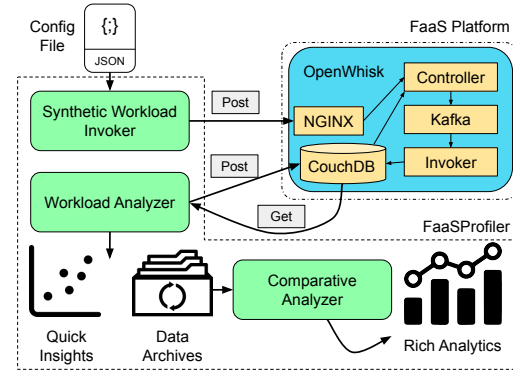 Config
File
{;}
JSON
FaaS Platform
OpenWhisk
Controller
Synthetic Workload
Invoker
Post
NGINX
Kafka
Post
CouchDB
Invoker
Workload Analyzer
Get
FaaSProfiler
Comparative
Analyzer
Quick
Insights
Data
Archives
Rich Analytics